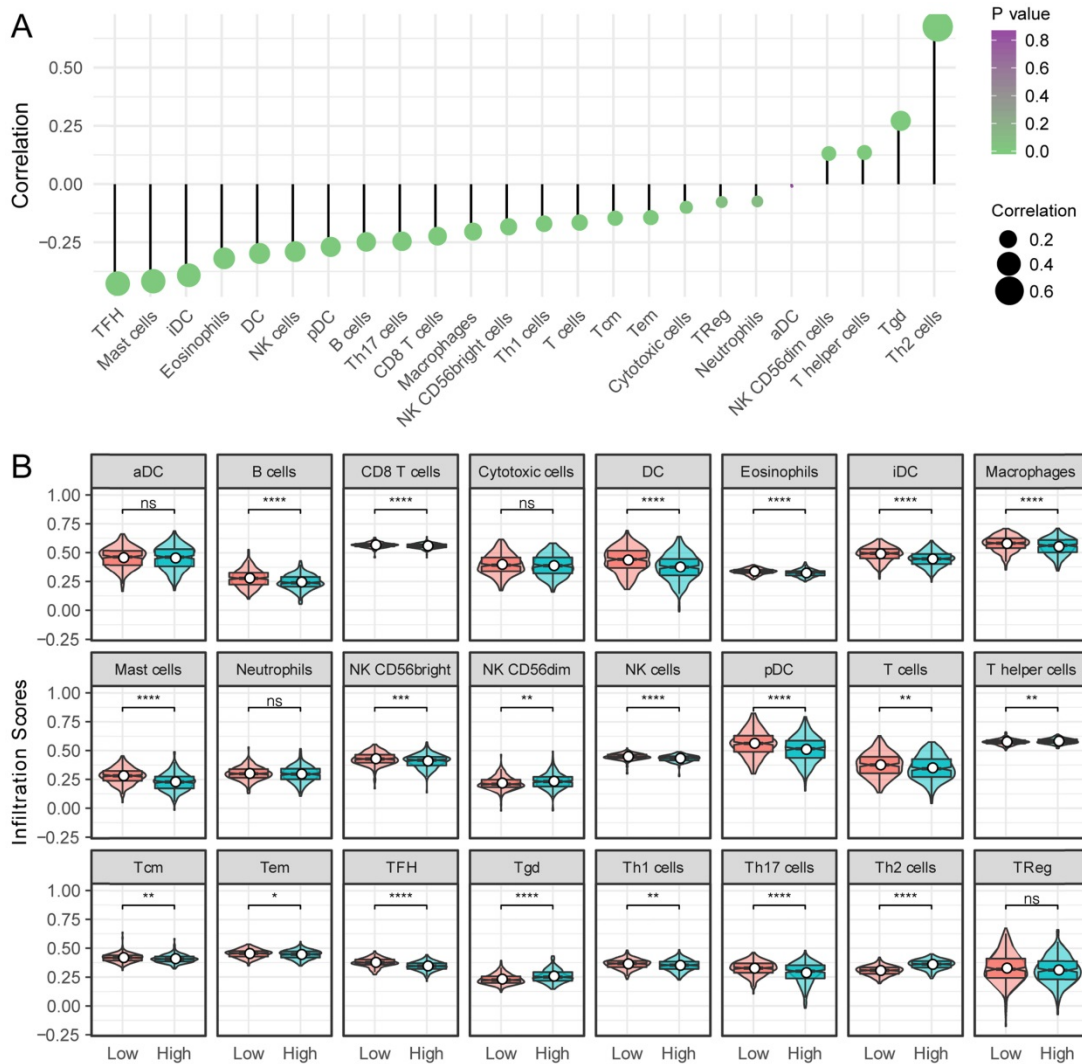 A
Correlation
0.50
0.25
0.00
−0.25
TFH
Mast cells
iDC
Eosinophils
DC
NK cells
pDC
B cells
Th17 cells
CD8 T cells
Macrophages
NK CD56bright cells
Th1 cells
T cells
Tcm
Tem
Cytotoxic cells
TReg
Neutrophils
aDC
NK CD56dim cells
T helper cells
Tgd
Th2 cells
P value
0.8
0.6
0.4
0.2
0.0
Correlation
0.2
0.4
0.6
B
Infiltration Scores
aDC B cells CD8 T cells Cytotoxic cells DC Eosinophils iDC Macrophages
1.00
0.75
0.50
0.25
0.00
−0.25
ns **** **** ns **** **** **** ****
Mast cells Neutrophils NK CD56bright NK CD56dim NK cells pDC T cells T helper cells
1.00
0.75
0.50
0.25
0.00
−0.25
**** ns *** ** **** **** ** **
Tcm Tem TFH Tgd Th1 cells Th17 cells Th2 cells TReg
1.00
0.75
0.50
0.25
0.00
−0.25
** * **** **** ** **** **** ns
Low High Low High Low High Low High Low High Low High Low High Low High